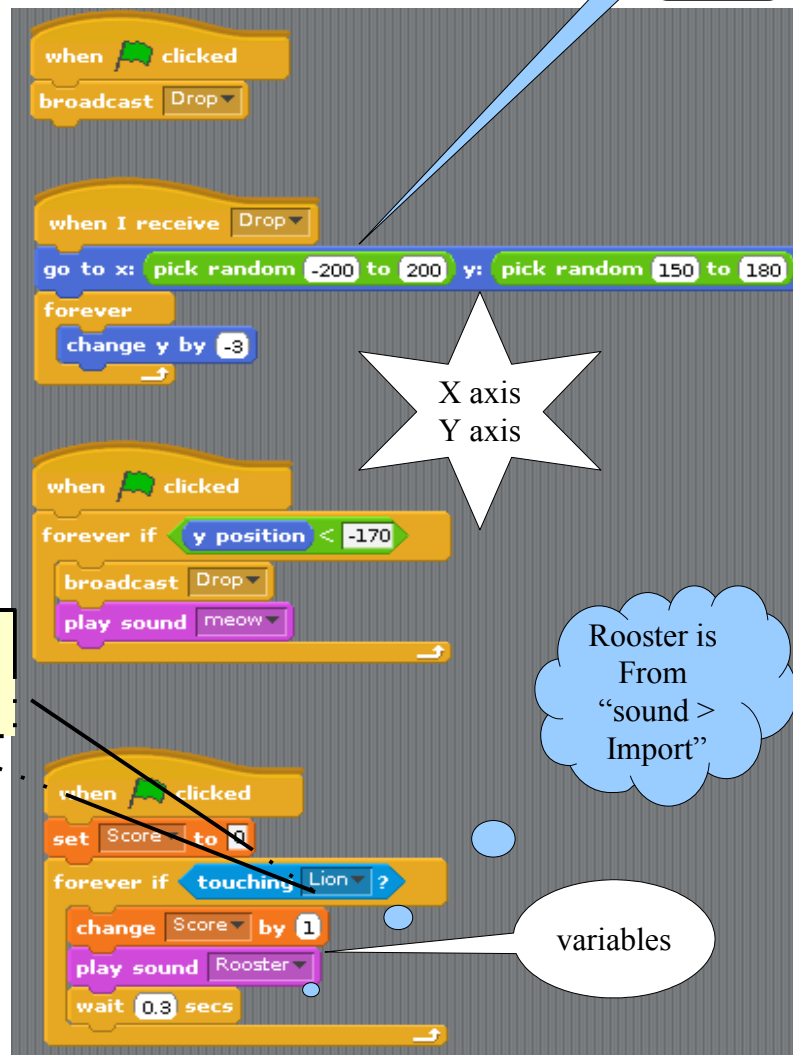 when clicked
broadcast Drop
when I receive Drop
go to x: pick random -200 to 200 y: pick random 150 to 180
forever
change y by -3
X axis
Y axis
when clicked
forever if y position < -170
broadcast Drop
play sound meow
Rooster is
From
“sound >
Import”
when clicked
set Score to 0
forever if touching Lion ?
change Score by 1
play sound Rooster
wait 0.3 secs
variables